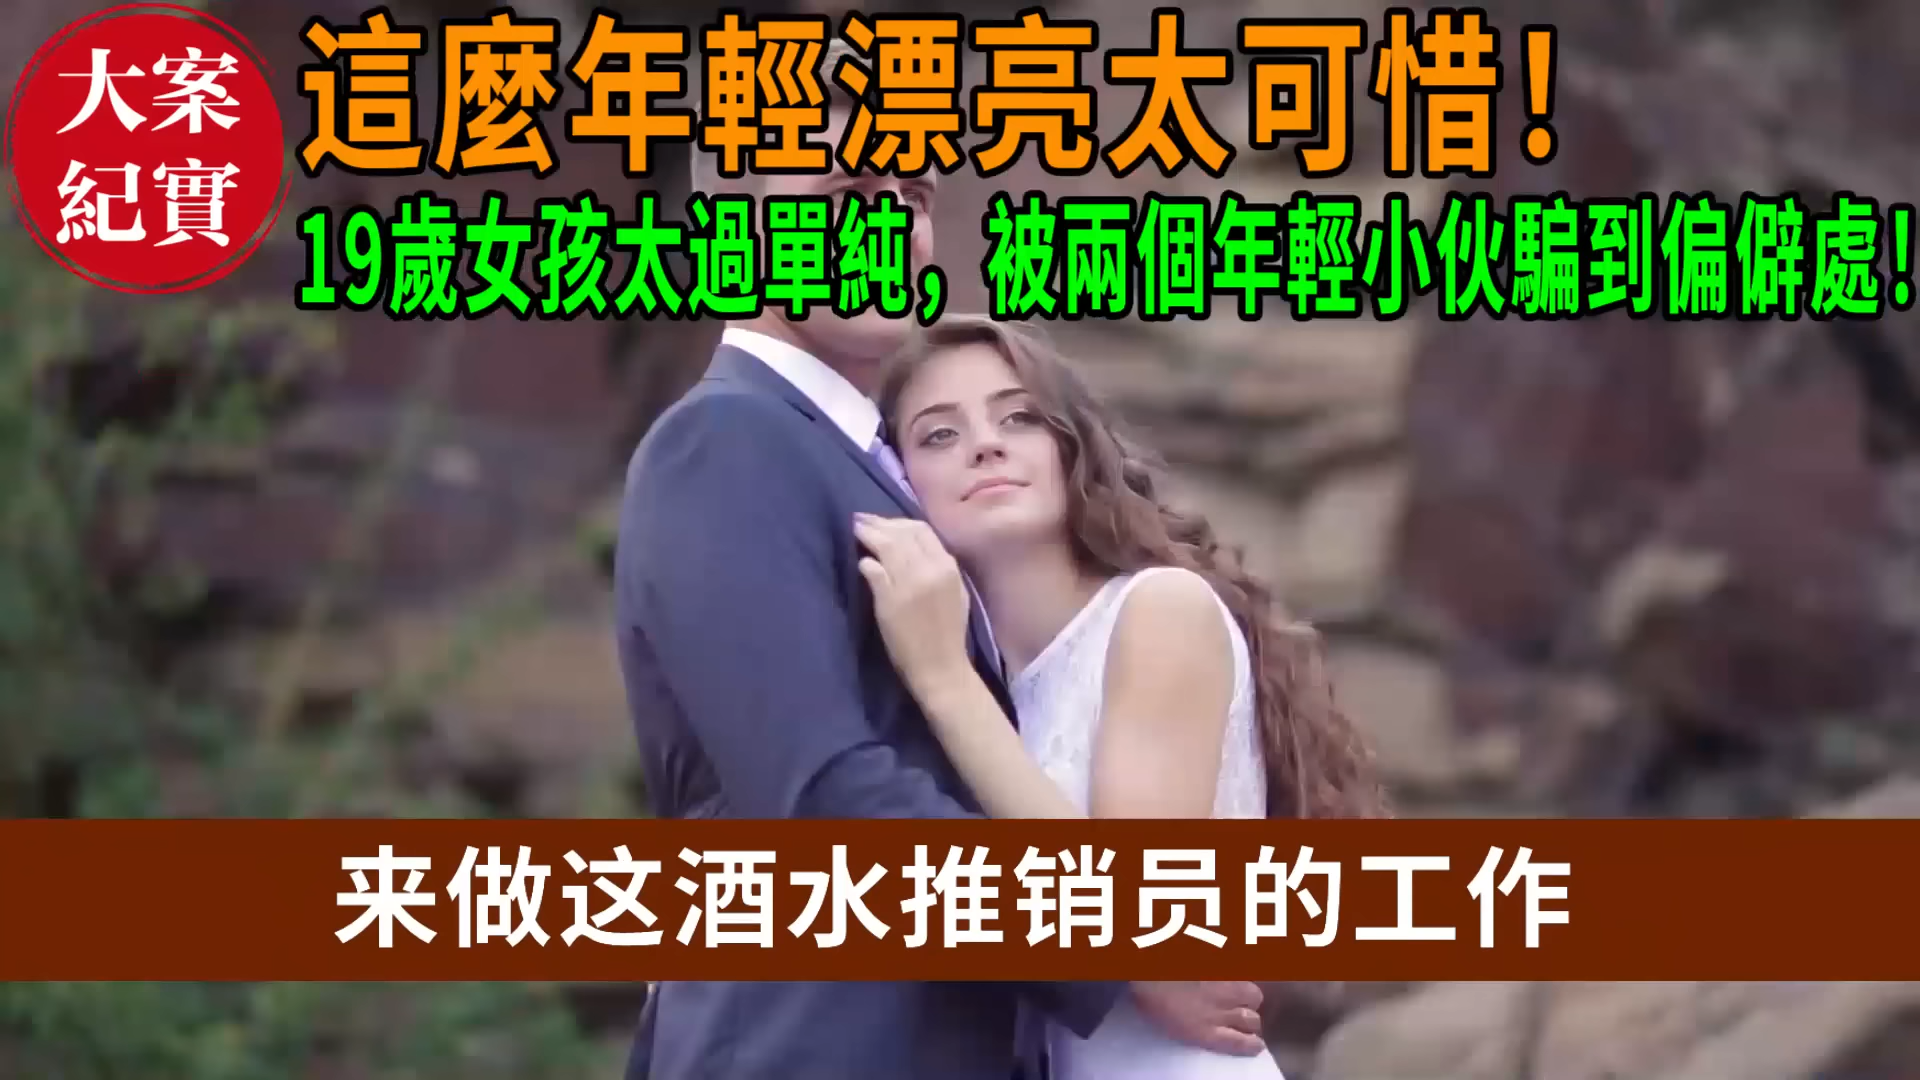 大案
紀實
這麼年輕漂亮太可惜！
19歲女孩太過單純，被兩個年輕小伙騙到偏僻處！
来做这酒水推销员的工作